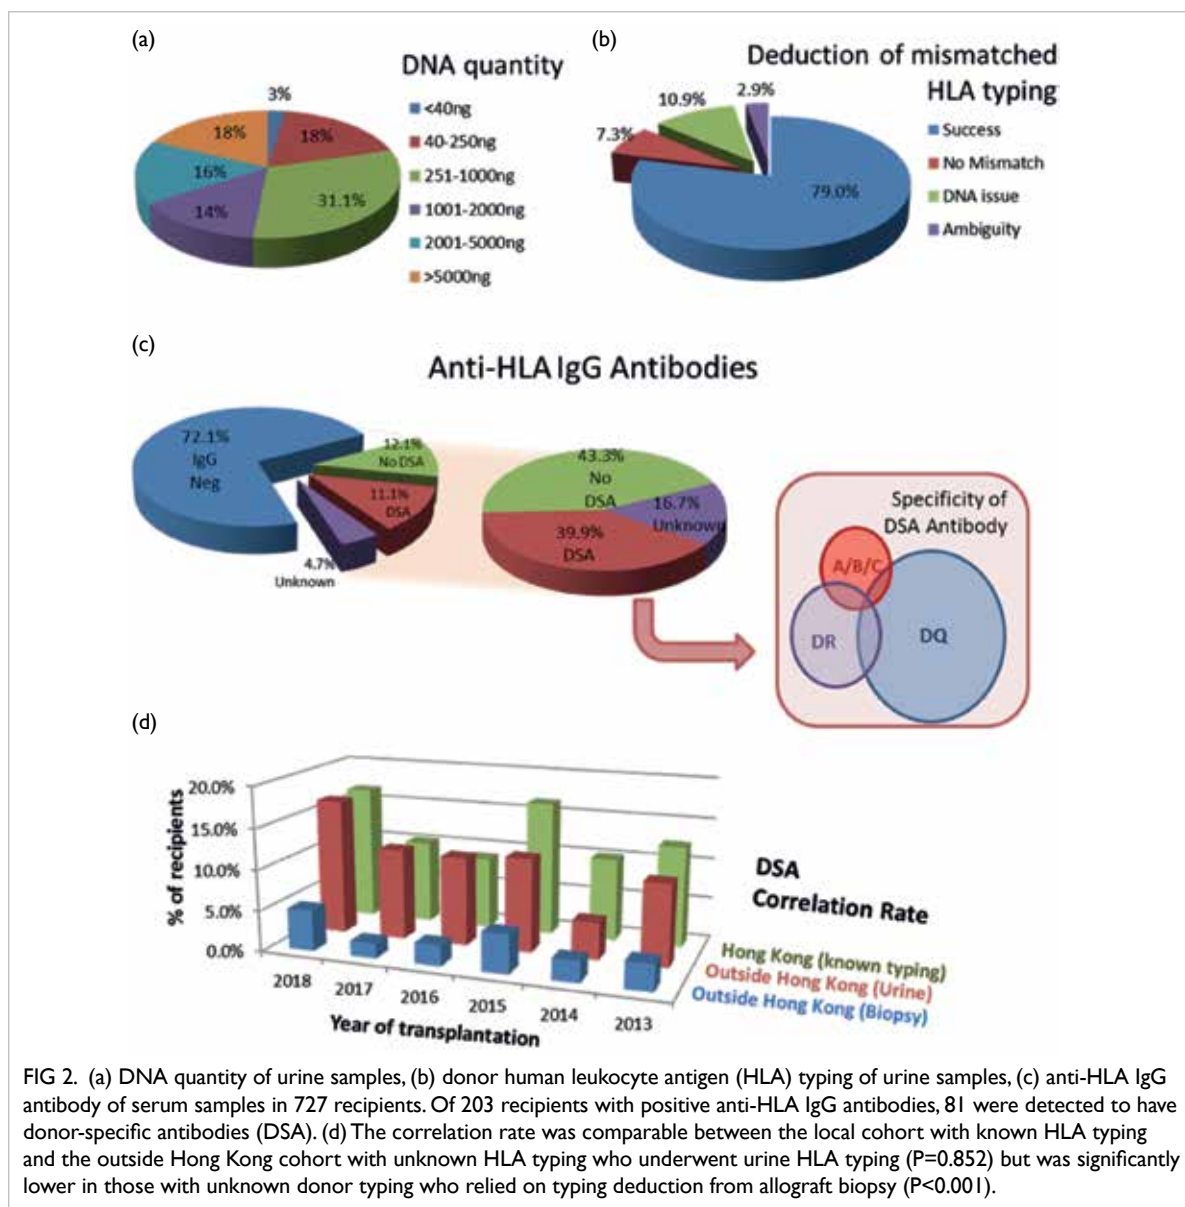 (a)
DNA quantity
3%
18%
31.1%
14%
16%
18%
<40ng
40-250ng
251-1000ng
1001-2000ng
2001-5000ng
>5000ng
(b)
Deduction of mismatched
HLA typing
2.9%
10.9%
7.3%
79.0%
Success
No Mismatch
DNA issue
Ambiguity
(c)
Anti-HLA IgG Antibodies
72.1%
IgG
Neg
12.1%
No DSA
11.1%
DSA
4.7%
Unknown
43.3%
No
DSA
16.7%
Unknown
39.9%
DSA
Specificity of
DSA Antibody
A/B/C
DR
DQ
(d)
% of recipients
20.0%
15.0%
10.0%
5.0%
0.0%
2018
2017
2016
2015
2014
2013
Year of transplantation
DSA
Correlation Rate
Hong Kong (known typing)
Outside Hong Kong (Urine)
Outside Hong Kong (Biopsy)
FIG 2. (a) DNA quantity of urine samples, (b) donor human leukocyte antigen (HLA) typing of urine samples, (c) anti-HLA IgG
antibody of serum samples in 727 recipients. Of 203 recipients with positive anti-HLA IgG antibodies, 81 were detected to have
donor-specific antibodies (DSA). (d) The correlation rate was comparable between the local cohort with known HLA typing
and the outside Hong Kong cohort with unknown HLA typing who underwent urine HLA typing (P=0.852) but was significantly
lower in those with unknown donor typing who relied on typing deduction from allograft biopsy (P<0.001).